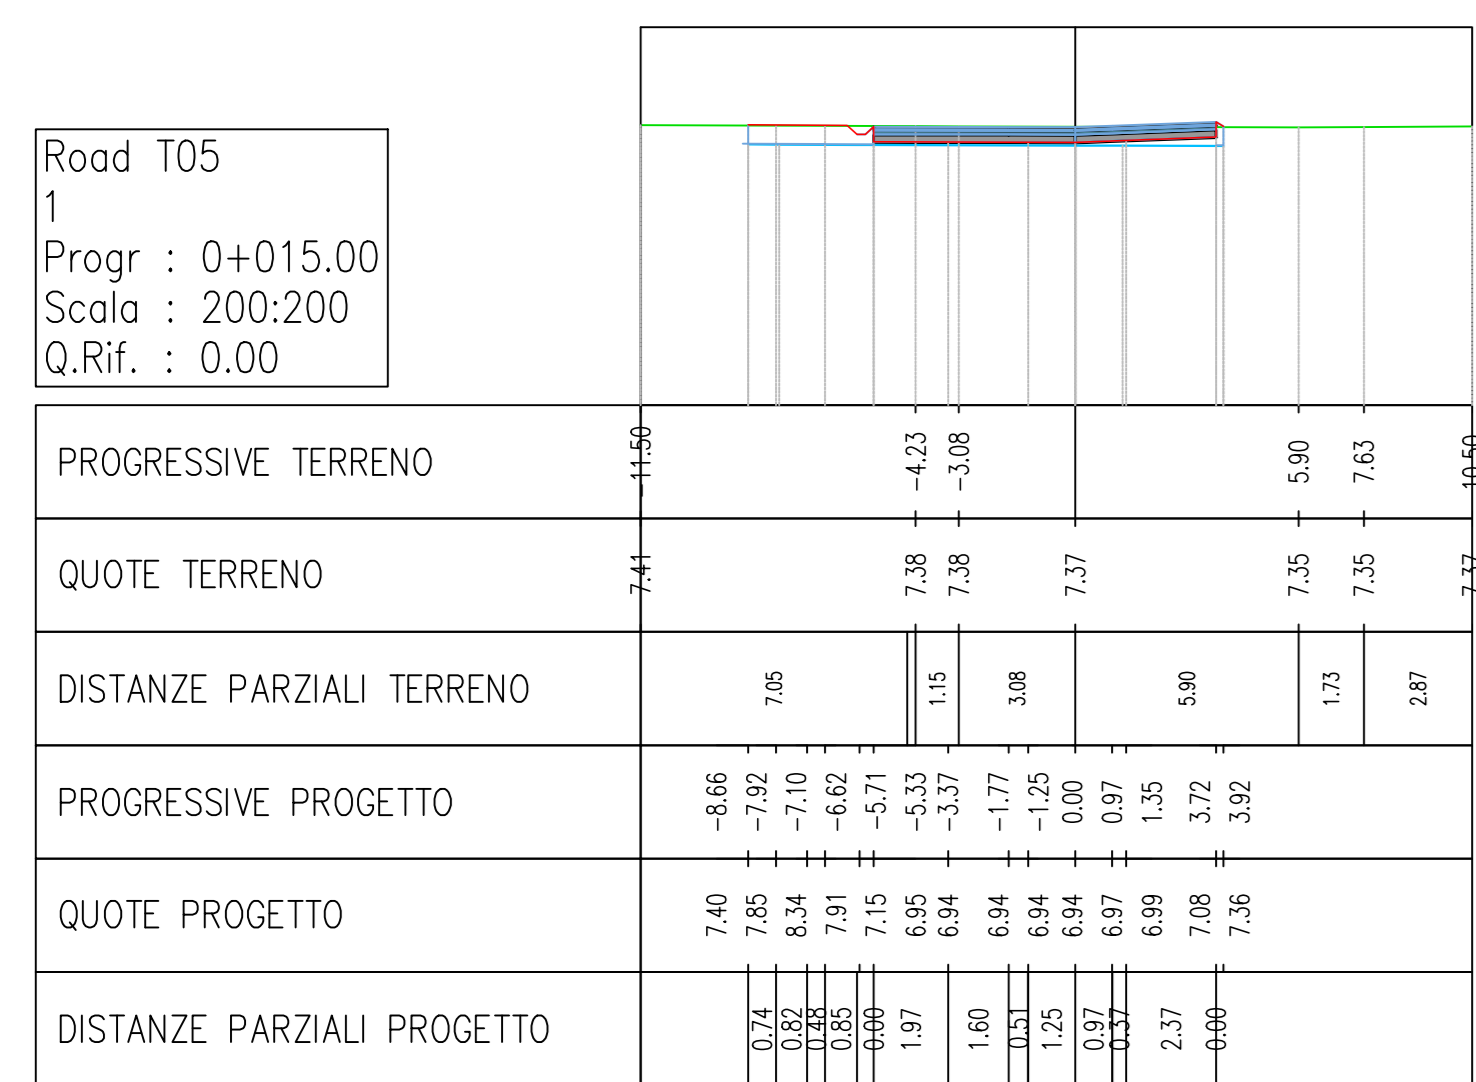 Road T05
1
Progr : 0+015.00
Scala : 200:200
Q.Rif. : 0.00
PROGRESSIVE TERRENO -11.50 -4.23 -3.08 5.90 7.63 10.50
QUOTE TERRENO 7.41 7.38 7.38 7.37 7.35 7.35 7.37
DISTANZE PARZIALI TERRENO 7.05 1.15 3.08 5.90 1.73 2.87
PROGRESSIVE PROGETTO -8.66 -7.92 -7.10 -6.62 -5.71 -5.33 -3.37 -1.77 -1.25 0.00 0.97 1.35 3.72 3.92
QUOTE PROGETTO 7.40 7.85 8.34 7.91 7.15 6.95 6.94 6.94 6.94 6.94 6.97 6.99 7.08 7.36
DISTANZE PARZIALI PROGETTO 0.74 0.82 0.48 0.85 0.00 1.97 1.60 0.51 1.25 0.97 0.37 2.37 0.00